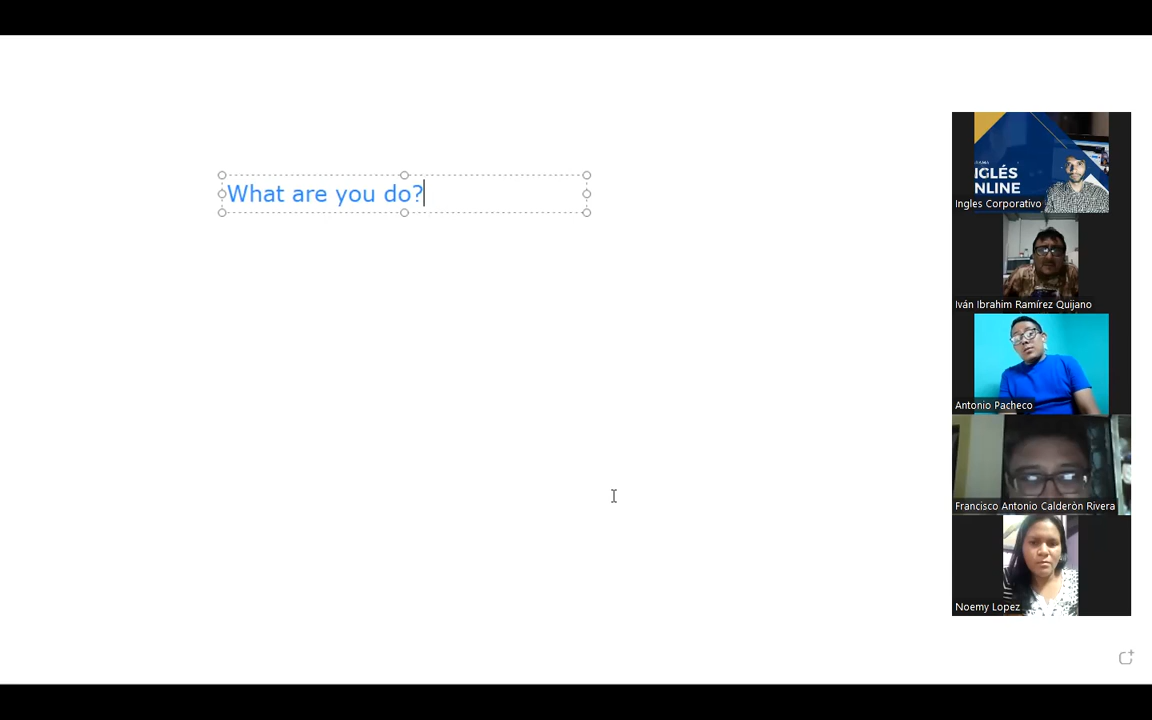 What are you do?
IGLÉS
NLINE
Ingles Corporativo
Iván Ibrahim Ramírez Quijano
Antonio Pacheco
Francisco Antonio Calderòn Rivera
Noemy Lopez